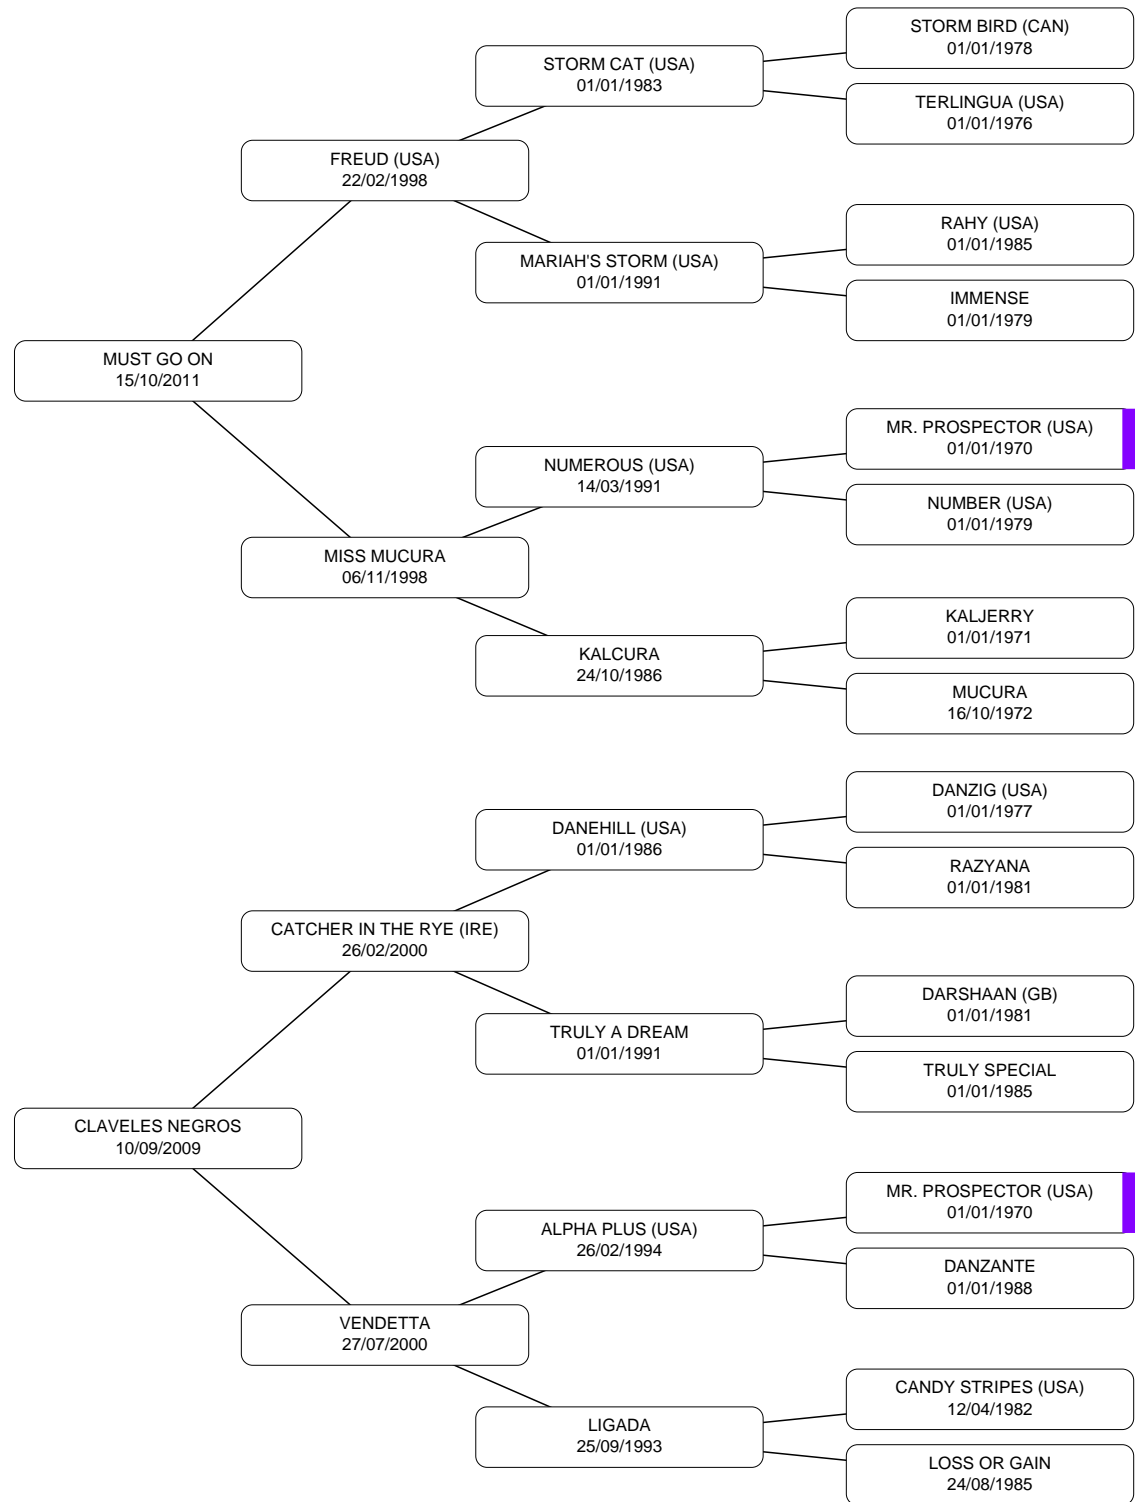 STORM BIRD (CAN)
01/01/1978
STORM CAT (USA)
01/01/1983
TERLINGUA (USA)
01/01/1976
FREUD (USA)
22/02/1998
RAHY (USA)
01/01/1985
MARIAH'S STORM (USA)
01/01/1991
IMMENSE
01/01/1979
MUST GO ON
15/10/2011
MR. PROSPECTOR (USA)
01/01/1970
NUMEROUS (USA)
14/03/1991
NUMBER (USA)
01/01/1979
MISS MUCURA
06/11/1998
KALJERRY
01/01/1971
KALCURA
24/10/1986
MUCURA
16/10/1972
DANZIG (USA)
01/01/1977
DANEHILL (USA)
01/01/1986
RAZYANA
01/01/1981
CATCHER IN THE RYE (IRE)
26/02/2000
DARSHAAN (GB)
01/01/1981
TRULY A DREAM
01/01/1991
TRULY SPECIAL
01/01/1985
CLAVELES NEGROS
10/09/2009
MR. PROSPECTOR (USA)
01/01/1970
ALPHA PLUS (USA)
26/02/1994
DANZANTE
01/01/1988
VENDETTA
27/07/2000
CANDY STRIPES (USA)
12/04/1982
LIGADA
25/09/1993
LOSS OR GAIN
24/08/1985